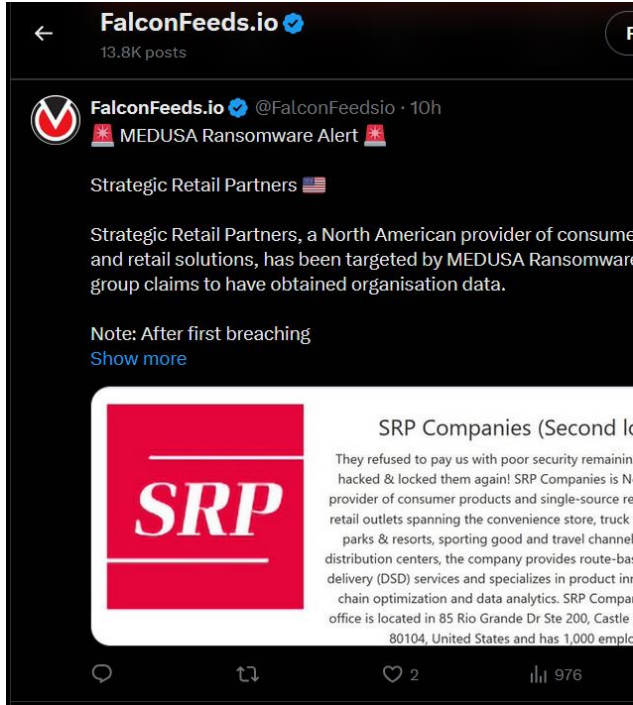 FalconFeeds.io
13.8K posts
FalconFeeds.io @FalconFeedsio · 10h
🚨 MEDUSA Ransomware Alert 🚨
Strategic Retail Partners 🇺🇸
Strategic Retail Partners, a North American provider of consume
and retail solutions, has been targeted by MEDUSA Ransomware
group claims to have obtained organisation data.
Note: After first breaching
Show more
SRP
SRP Companies (Second lo
They refused to pay us with poor security remainin
hacked & locked them again! SRP Companies is N
provider of consumer products and single-source re
retail outlets spanning the convenience store, truck
parks & resorts, sporting good and travel channel
distribution centers, the company provides route-bas
delivery (DSD) services and specializes in product inn
chain optimization and data analytics. SRP Compan
office is located in 85 Rio Grande Dr Ste 200, Castle
80104, United States and has 1,000 emplo
2
976